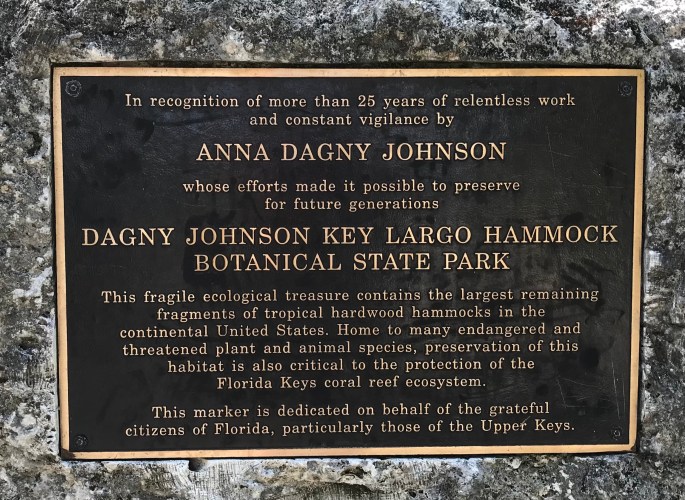 In recognition of more than 25 years of relentless work
and constant vigilance by
ANNA DAGNY JOHNSON
whose efforts made it possible to preserve
for future generations
DAGNY JOHNSON KEY LARGO HAMMOCK
BOTANICAL STATE PARK
This fragile ecological treasure contains the largest remaining
fragments of tropical hardwood hammocks in the
continental United States. Home to many endangered and
threatened plant and animal species, preservation of this
habitat is also critical to the protection of the
Florida Keys coral reef ecosystem.
This marker is dedicated on behalf of the grateful
citizens of Florida, particularly those of the Upper Keys.